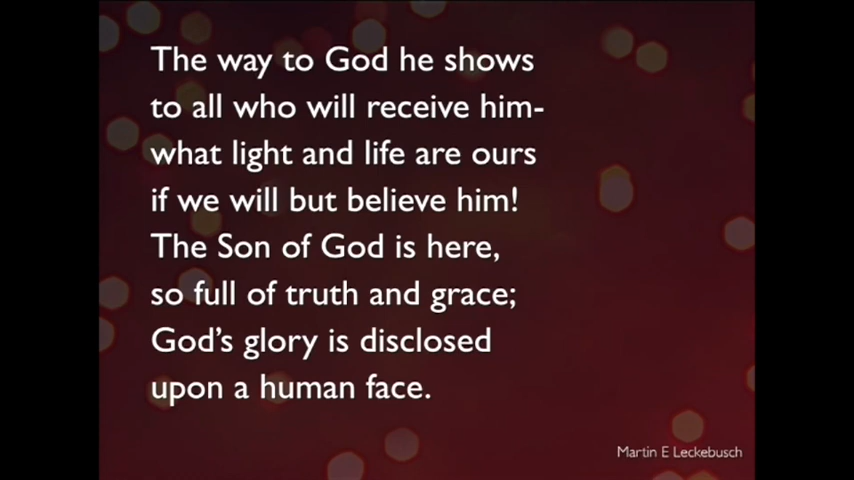 The way to God he shows
to all who will receive him-
what light and life are ours
if we will but believe him!
The Son of God is here,
so full of truth and grace;
God's glory is disclosed
upon a human face.
Martin E Leckebusch